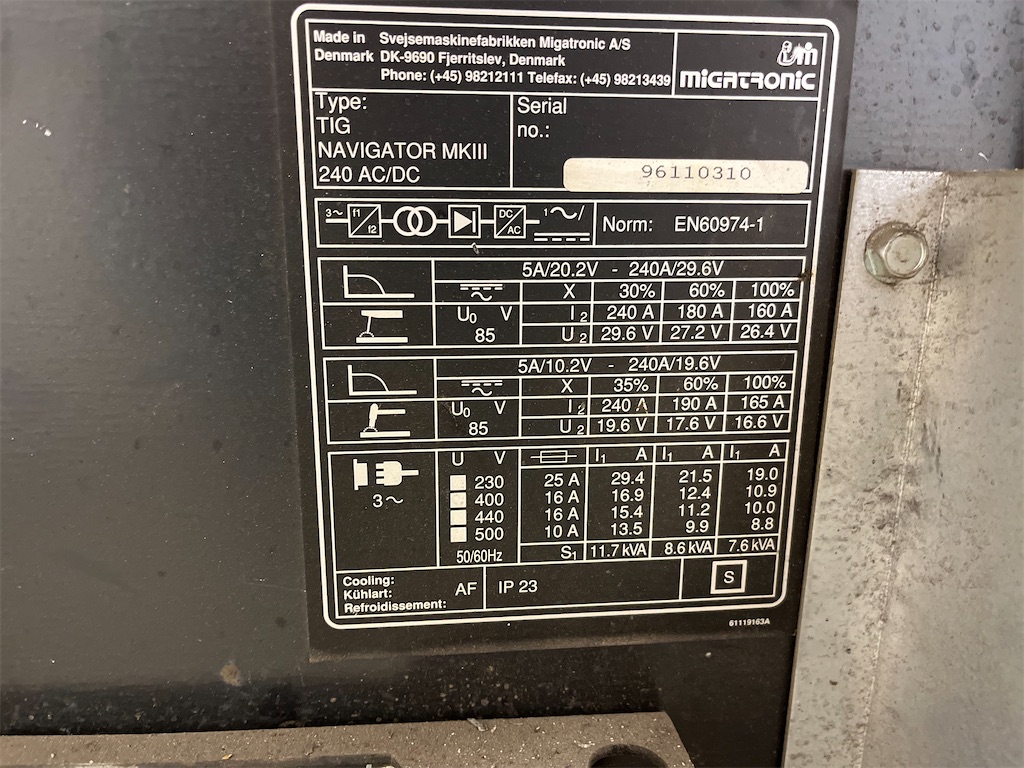 Made in Svejsemaskinefabrikken Migatronic A/S
Denmark DK-9690 Fjerritslev, Denmark
Phone: (+45) 98212111 Telefax: (+45) 98213439
MIGATRONIC
Type:
TIG
NAVIGATOR MKIII
240 AC/DC
Serial
no.:
96110310
3~ f1 f2 DC AC 1~/
Norm: EN60974-1
5A/20.2V - 240A/29.6V
X 30% 60% 100%
U0 V I2 240 A 180 A 160 A
85 U2 29.6 V 27.2 V 26.4 V
5A/10.2V - 240A/19.6V
X 35% 60% 100%
U0 V I2 240 A 190 A 165 A
85 U2 19.6 V 17.6 V 16.6 V
3~
U V I1 A I1 A I1 A
230 25 A 29.4 21.5 19.0
400 16 A 16.9 12.4 10.9
440 16 A 15.4 11.2 10.0
500 10 A 13.5 9.9 8.8
50/60Hz S1 11.7 kVA 8.6 kVA 7.6 kVA
Cooling:
Kühlart:
Refroidissement:
AF IP 23 S
61119163A